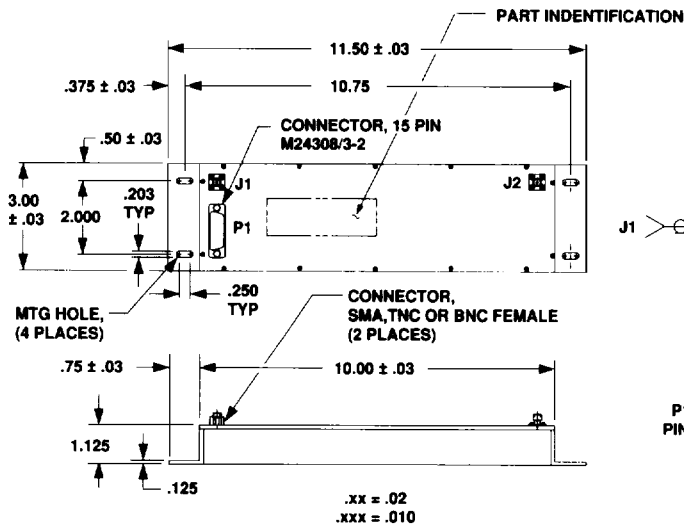 PART INDENTIFICATION
11.50 ± .03
.375 ± .03
10.75
.50 ± .03
CONNECTOR, 15 PIN
M24308/3-2
3.00
± .03
2.000
.203
TYP
J1
J2
P1
J1
MTG HOLE,
(4 PLACES)
.250
TYP
CONNECTOR,
SMA,TNC OR BNC FEMALE
(2 PLACES)
.75 ± .03
10.00 ± .03
1.125
.125
P1
PIN
.xx = .02
.xxx = .010